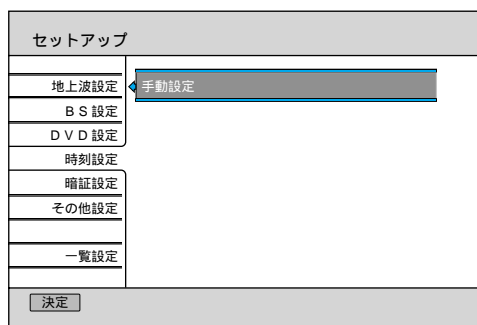 セットアップ
地上波設定
手動設定
ＢＳ設定
ＤＶＤ設定
時刻設定
暗証設定
その他設定
一覧設定
決定